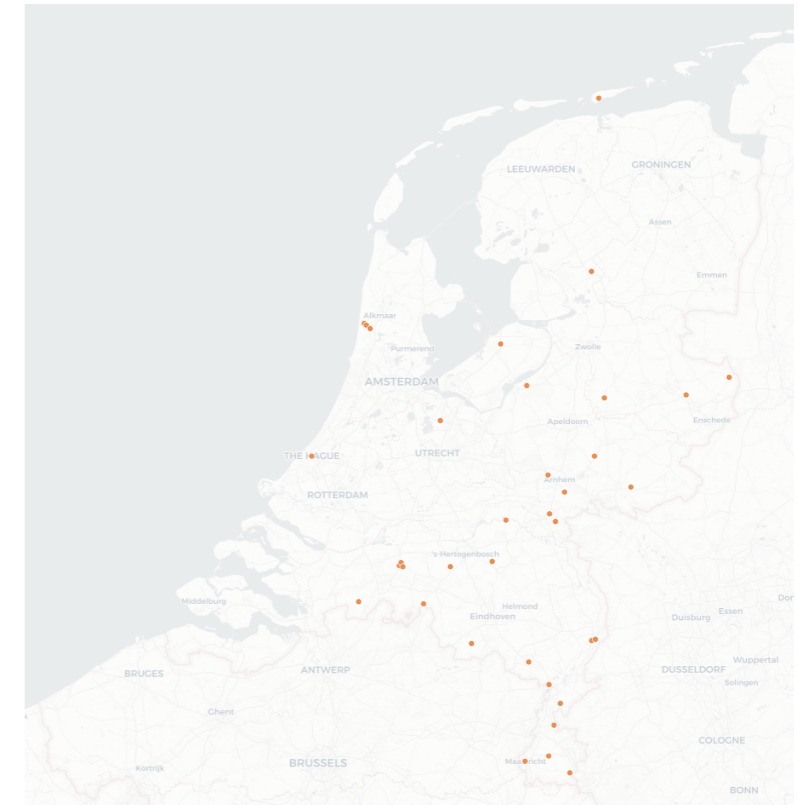 LEEUWARDEN
GRONINGEN
Assen
Emmen
Alkmaar
Purmerend
Zwolle
AMSTERDAM
Apeldoorn
Enschede
UTRECHT
THE HAGUE
Arnhem
ROTTERDAM
's-Hertogenbosch
Middelburg
Helmond
Eindhoven
Duisburg
Essen
BRUGES
ANTWERP
DUSSELDORF
Wuppertal
Solingen
Ghent
COLOGNE
BRUSSELS
Kortrijk
Maastricht
BONN